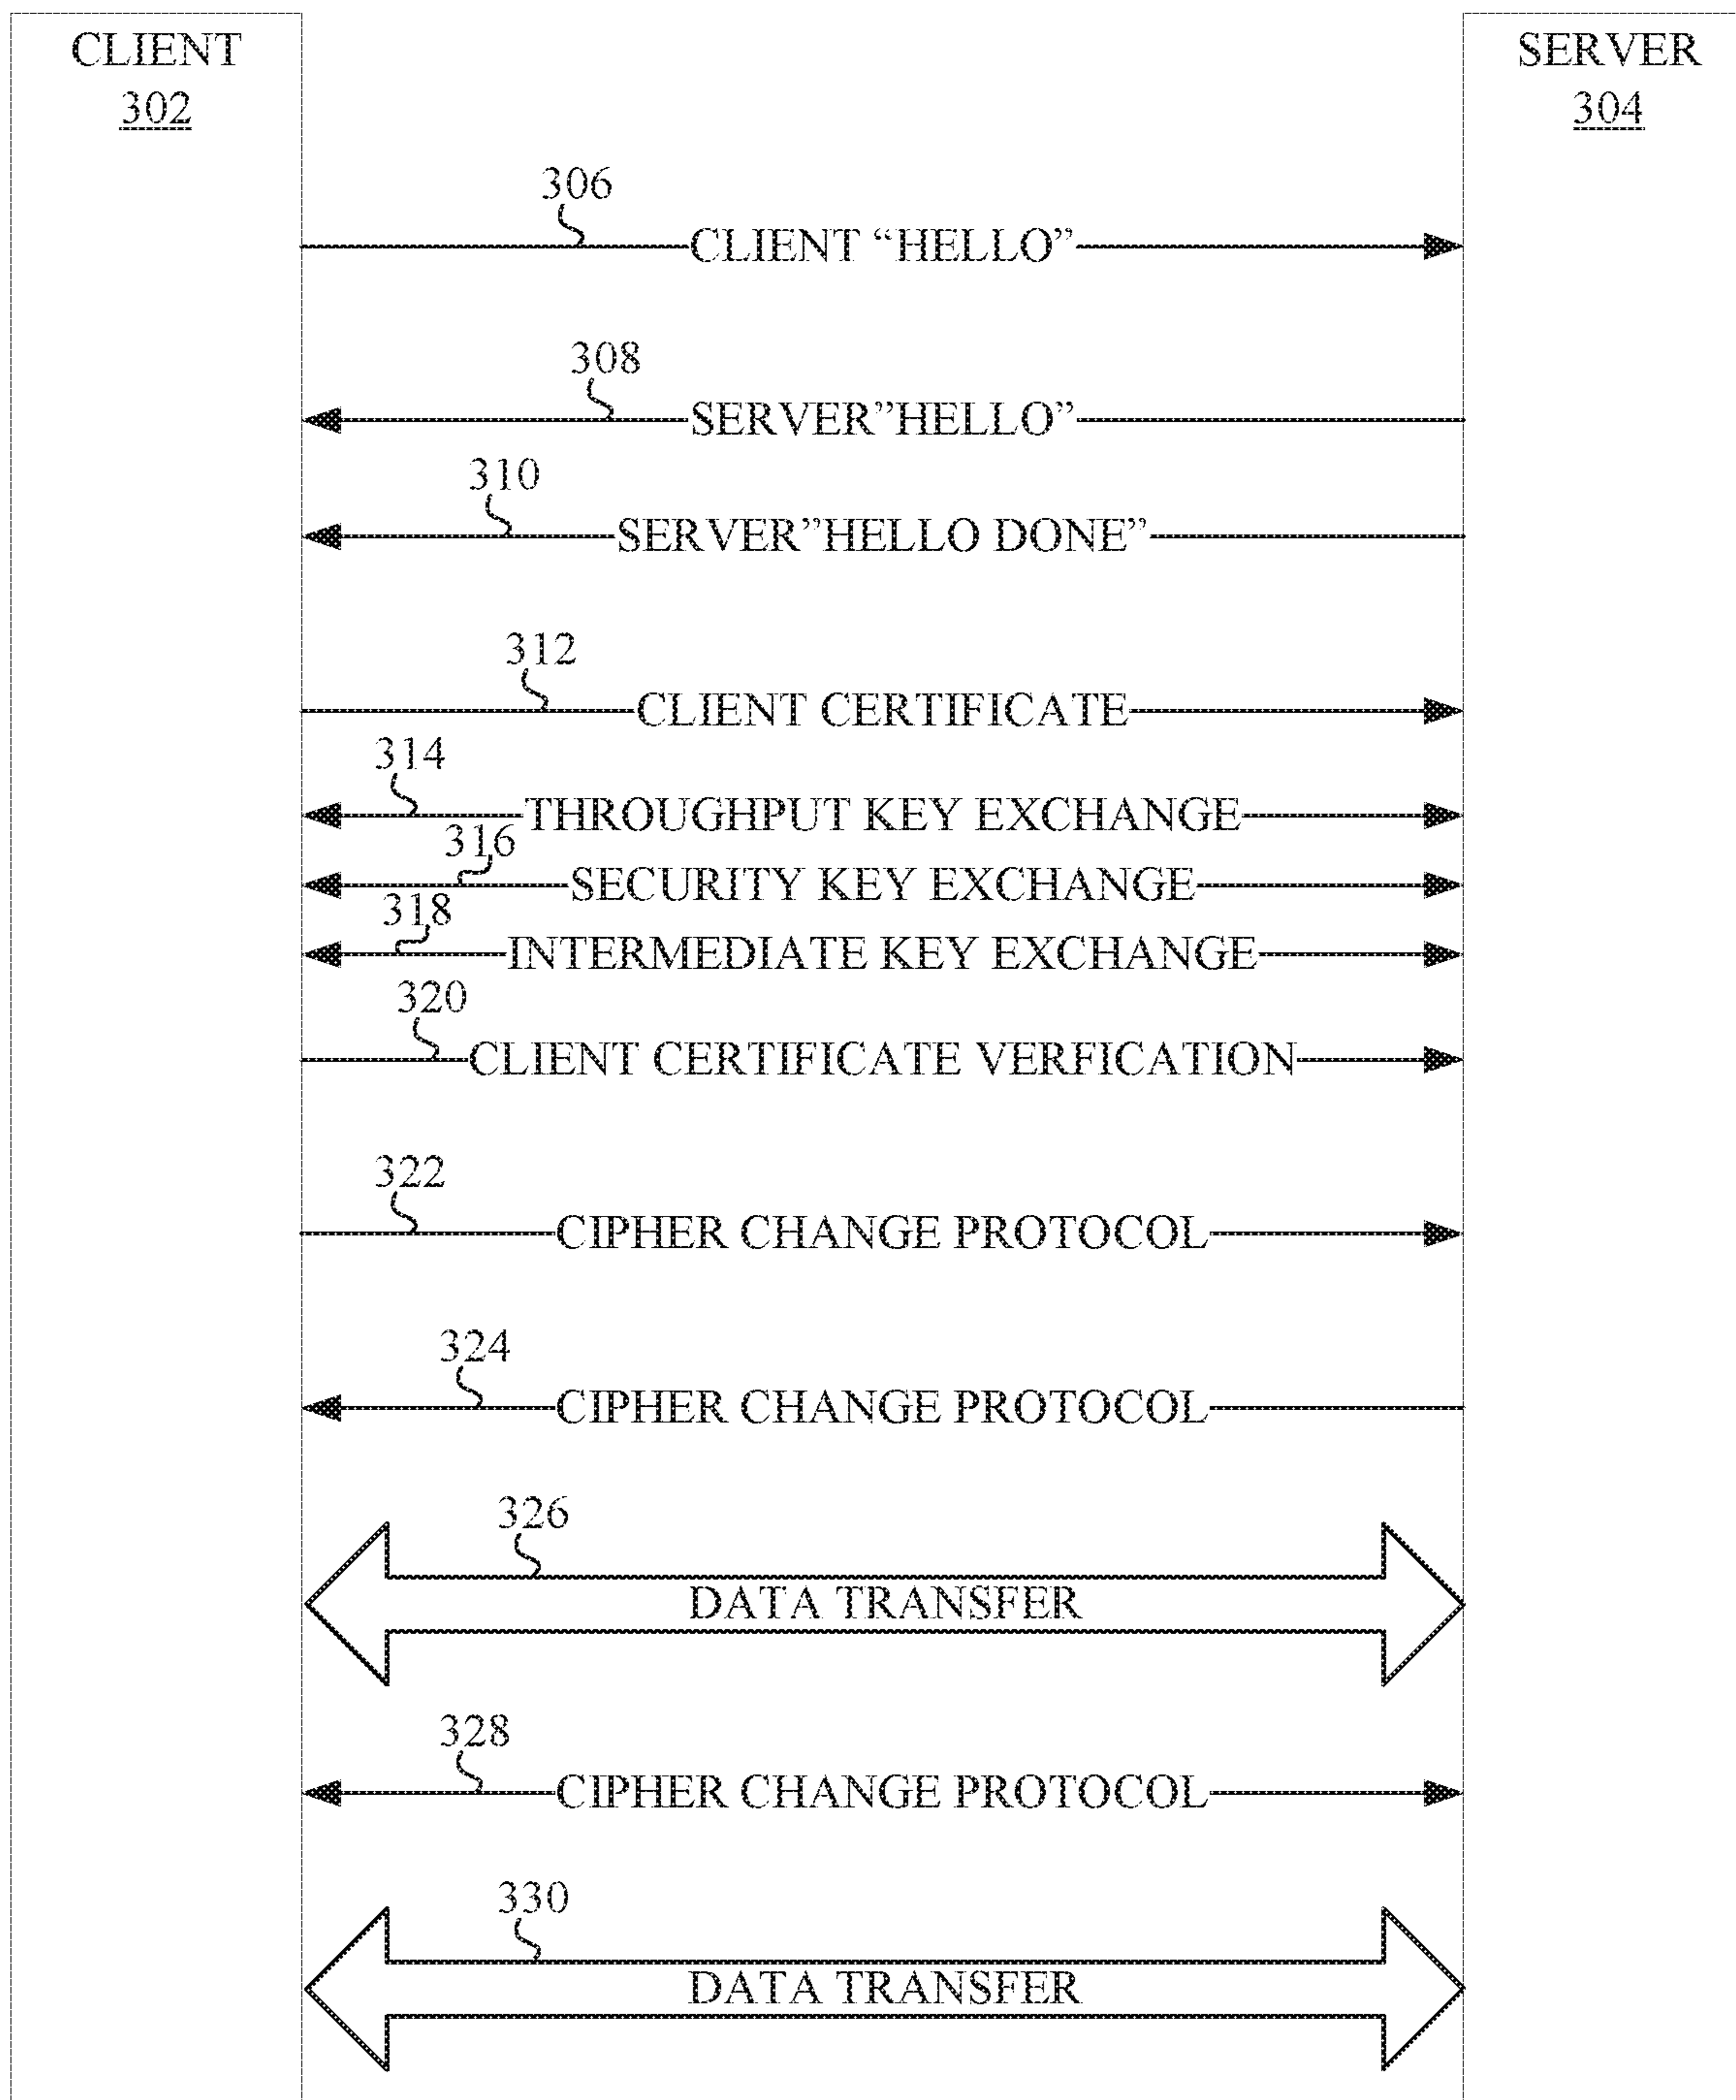 CLIENT
302
SERVER
304
306
CLIENT “HELLO”
308
SERVER”HELLO”
310
SERVER”HELLO DONE”
312
CLIENT CERTIFICATE
314
THROUGHPUT KEY EXCHANGE
316
SECURITY KEY EXCHANGE
318
INTERMEDIATE KEY EXCHANGE
320
CLIENT CERTIFICATE VERFICATION
322
CIPHER CHANGE PROTOCOL
324
CIPHER CHANGE PROTOCOL
326
DATA TRANSFER
328
CIPHER CHANGE PROTOCOL
330
DATA TRANSFER